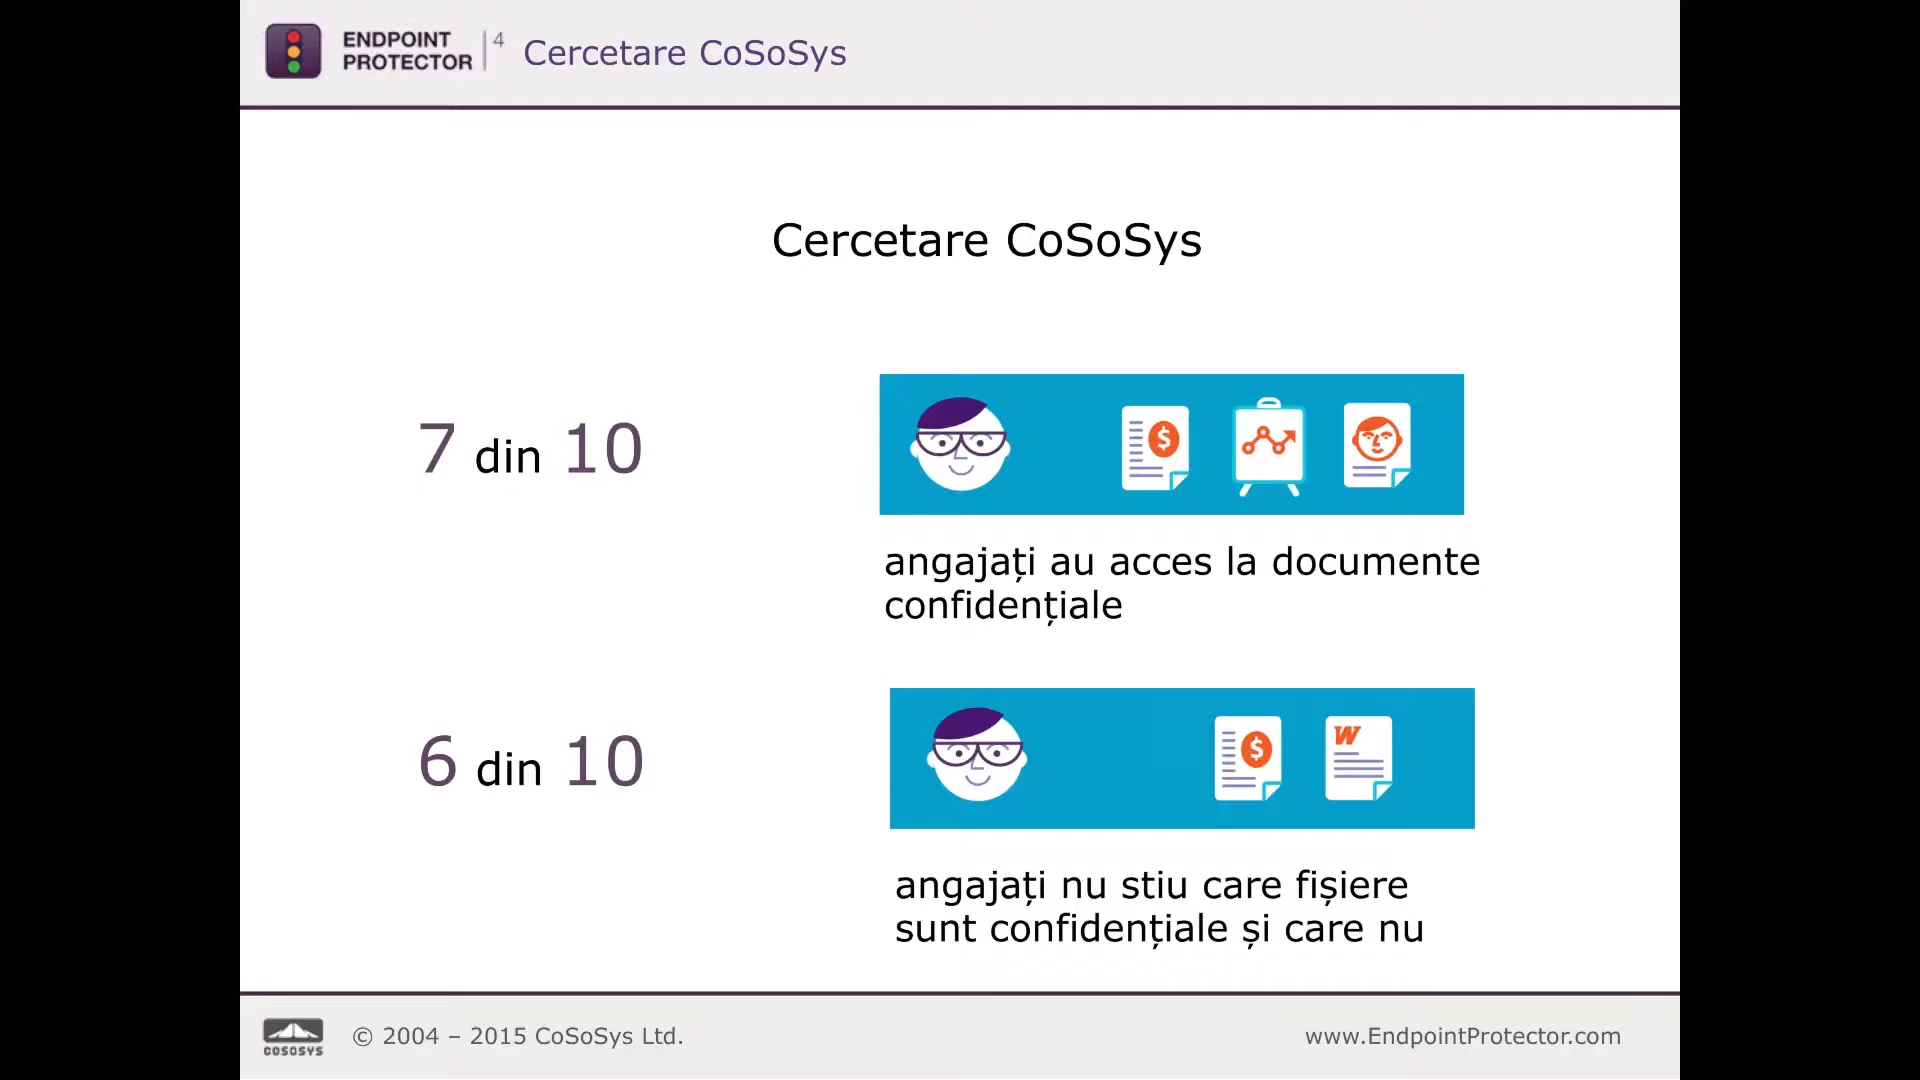 ENDPOINT
PROTECTOR
4
Cercetare CoSoSys
Cercetare CoSoSys
7 din 10
$
angajați au acces la documente
confidențiale
6 din 10
$
W
angajați nu stiu care fișiere
sunt confidențiale și care nu
COSOSYS
© 2004 – 2015 CoSoSys Ltd.
www.EndpointProtector.com